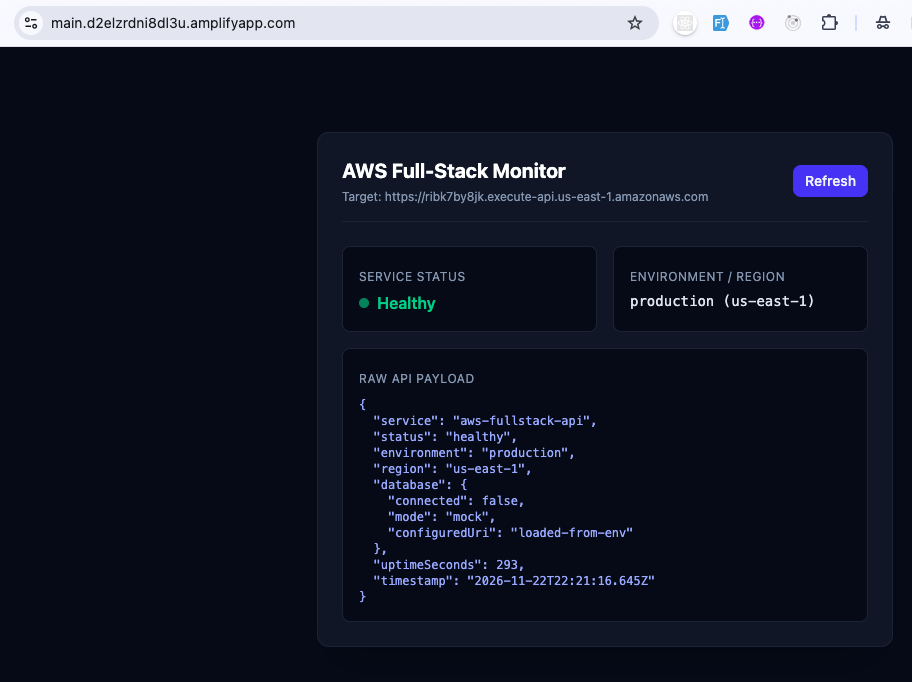 main.d2elzrdni8dl3u.amplifyapp.com
AWS Full-Stack Monitor
Target: https://ribk7by8jk.execute-api.us-east-1.amazonaws.com
Refresh
SERVICE STATUS
Healthy
ENVIRONMENT / REGION
production (us-east-1)
RAW API PAYLOAD
{
  "service": "aws-fullstack-api",
  "status": "healthy",
  "environment": "production",
  "region": "us-east-1",
  "database": {
    "connected": false,
    "mode": "mock",
    "configuredUri": "loaded-from-env"
  },
  "uptimeSeconds": 293,
  "timestamp": "2026-11-22T22:21:16.645Z"
}